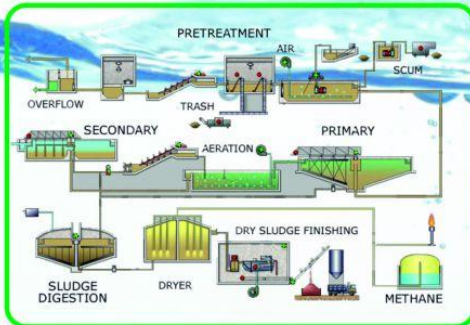 PRETREATMENT
AIR
SCUM
OVERFLOW
TRASH
SECONDARY
AERATION
PRIMARY
DRY SLUDGE FINISHING
SLUDGE
DIGESTION
DRYER
METHANE